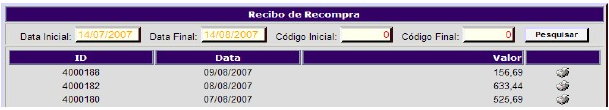 Recibo de Recompra
Data Inicial: 14/07/2007 Data Final: 14/08/2007 Código Inicial: 0 Código Final: 0 Pesquisar
ID Data Valor
4000188 09/08/2007 156,69
4000182 08/08/2007 633,44
4000180 07/08/2007 525,69